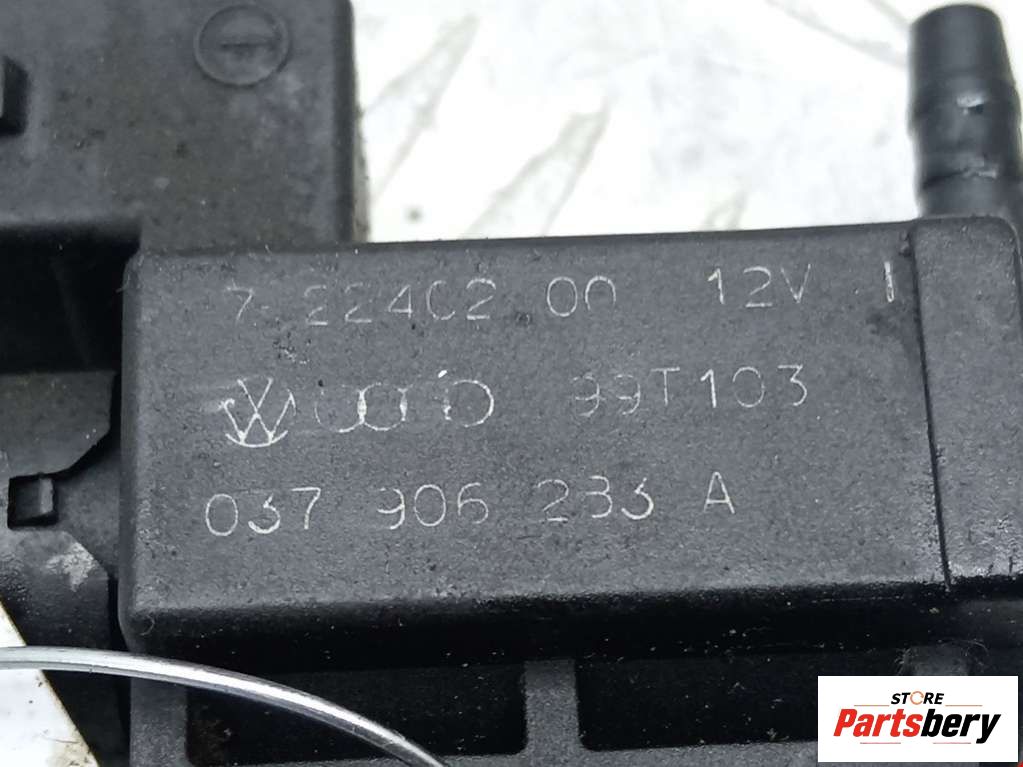 7-22402 00 12V I
99T103
037 906 283 A
STORE
Partsbery